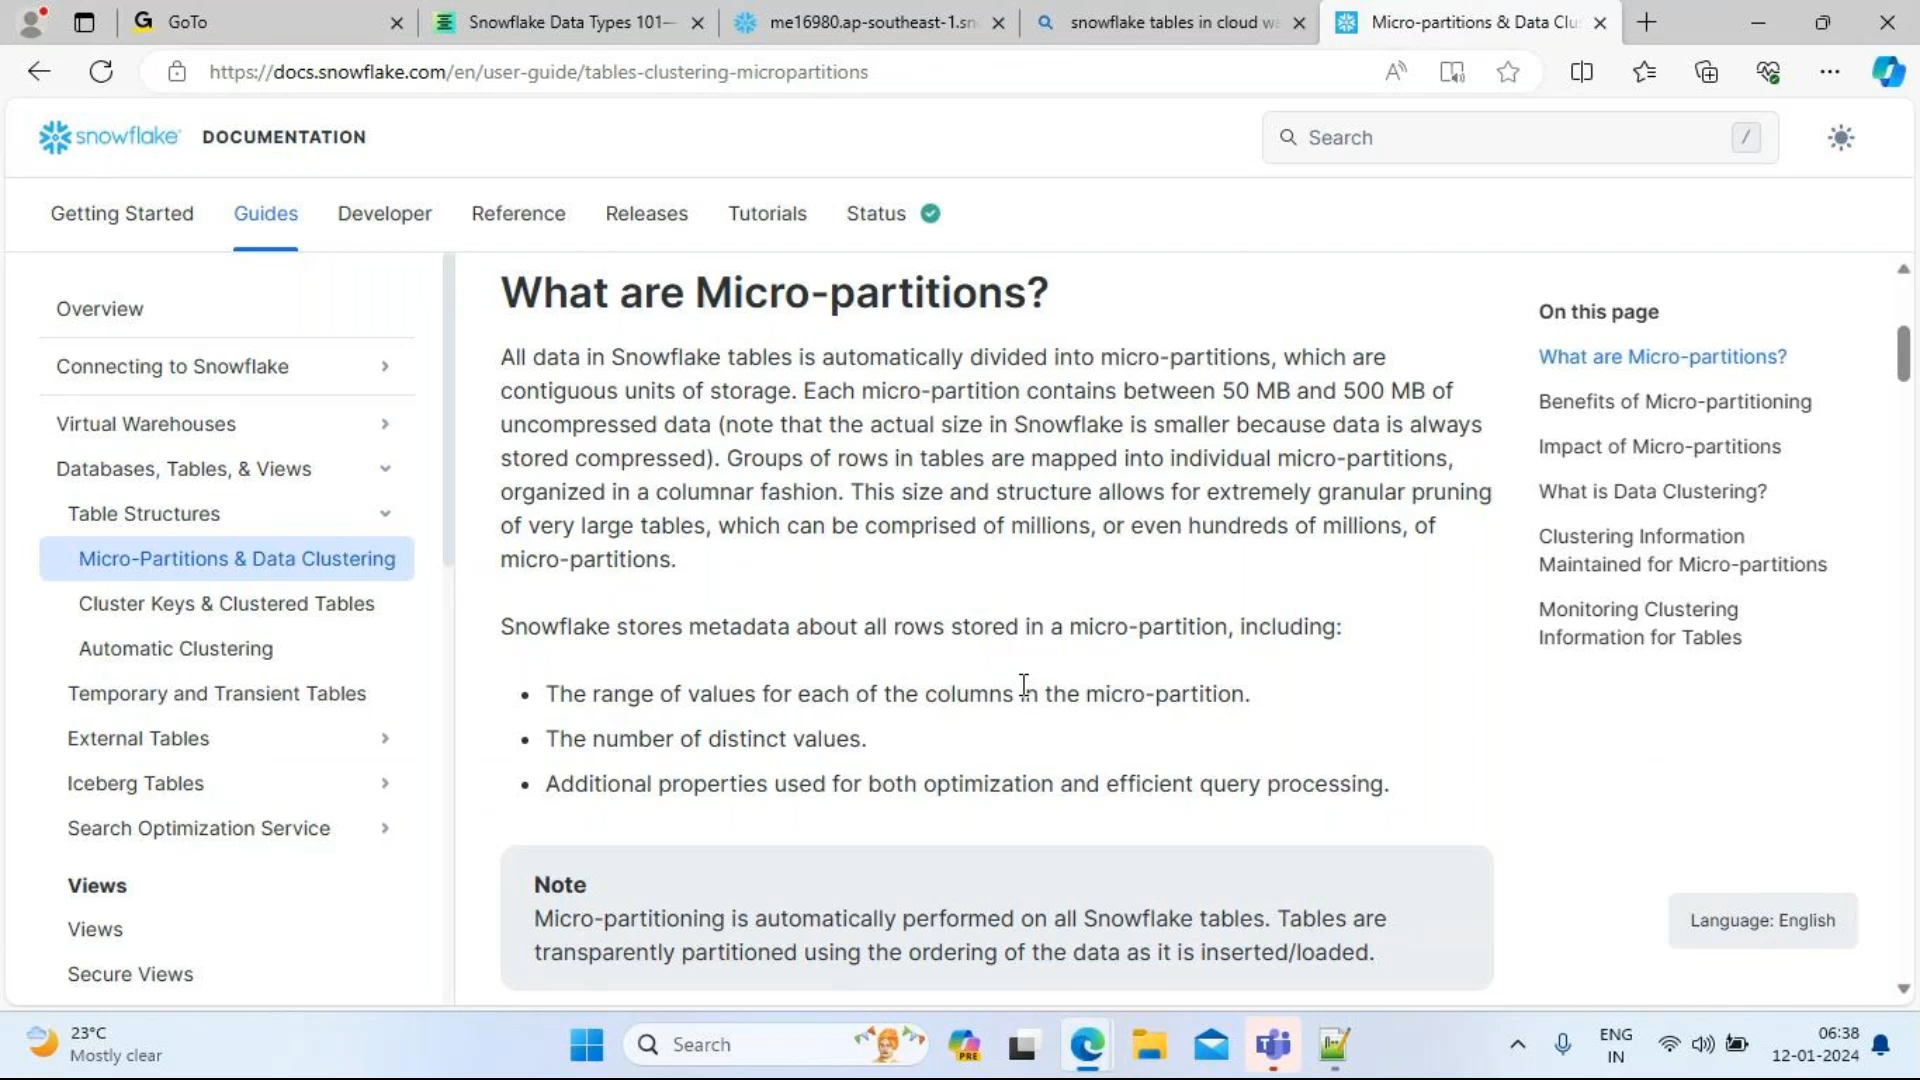 GoTo
Snowflake Data Types 101—
me16980.ap-southeast-1.sn
snowflake tables in cloud w
Micro-partitions & Data Clu
https://docs.snowflake.com/en/user-guide/tables-clustering-micropartitions
snowflake DOCUMENTATION
Search /
Getting Started Guides Developer Reference Releases Tutorials Status
Overview
Connecting to Snowflake
Virtual Warehouses
Databases, Tables, & Views
Table Structures
Micro-Partitions & Data Clustering
Cluster Keys & Clustered Tables
Automatic Clustering
Temporary and Transient Tables
External Tables
Iceberg Tables
Search Optimization Service
Views
Views
Secure Views
What are Micro-partitions?
All data in Snowflake tables is automatically divided into micro-partitions, which are
contiguous units of storage. Each micro-partition contains between 50 MB and 500 MB of
uncompressed data (note that the actual size in Snowflake is smaller because data is always
stored compressed). Groups of rows in tables are mapped into individual micro-partitions,
organized in a columnar fashion. This size and structure allows for extremely granular pruning
of very large tables, which can be comprised of millions, or even hundreds of millions, of
micro-partitions.
Snowflake stores metadata about all rows stored in a micro-partition, including:
• The range of values for each of the columns in the micro-partition.
• The number of distinct values.
• Additional properties used for both optimization and efficient query processing.
Note
Micro-partitioning is automatically performed on all Snowflake tables. Tables are
transparently partitioned using the ordering of the data as it is inserted/loaded.
On this page
What are Micro-partitions?
Benefits of Micro-partitioning
Impact of Micro-partitions
What is Data Clustering?
Clustering Information
Maintained for Micro-partitions
Monitoring Clustering
Information for Tables
Language: English
23°C
Mostly clear
Search
PRE
ENG
IN
06:38
12-01-2024